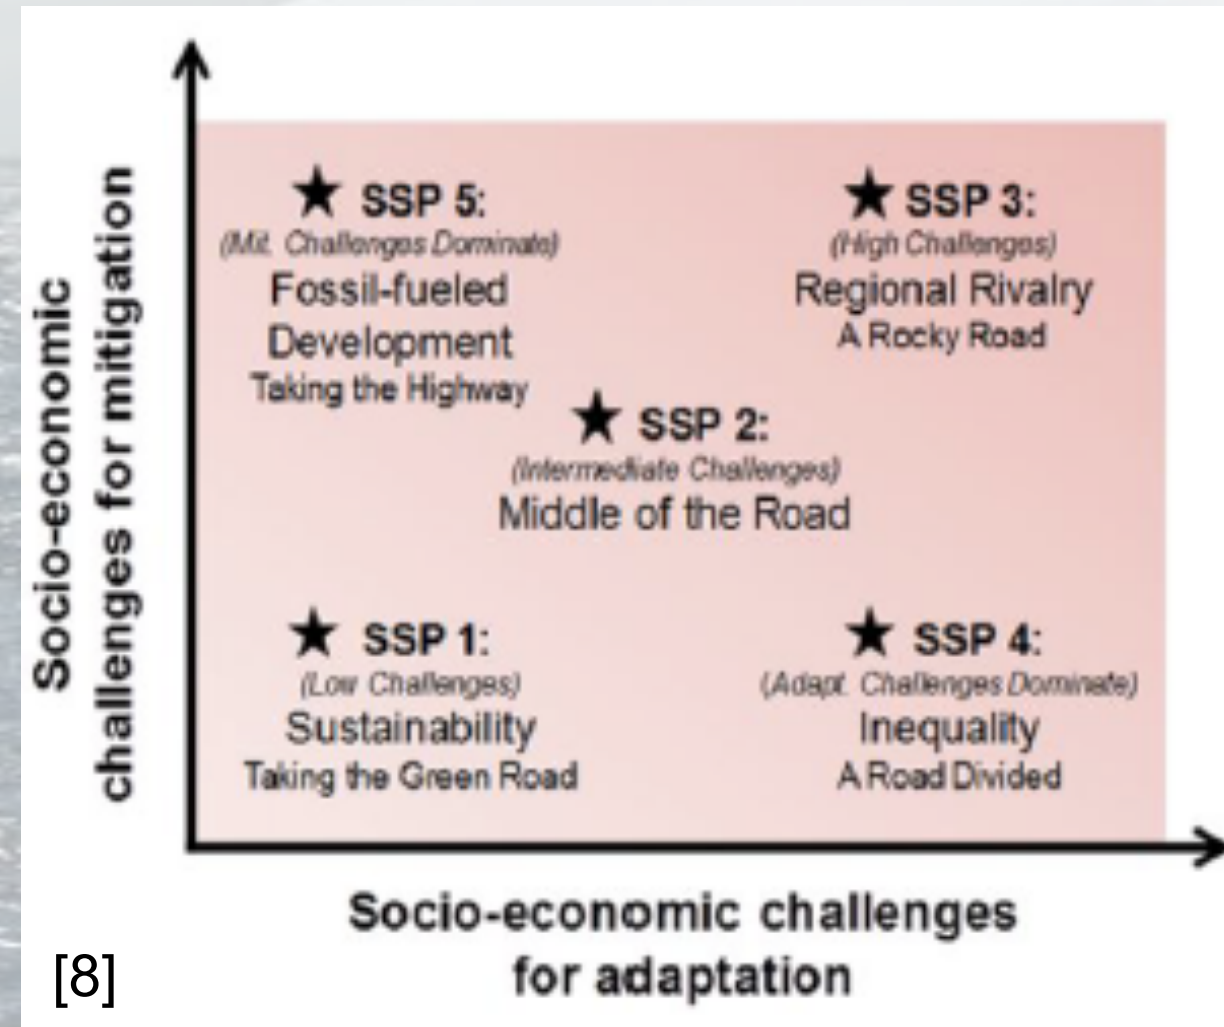 Socio-economic
challenges for mitigation
★ SSP 5:
(Mit. Challenges Dominate)
Fossil-fueled
Development
Taking the Highway
★ SSP 3:
(High Challenges)
Regional Rivalry
A Rocky Road
★ SSP 2:
(Intermediate Challenges)
Middle of the Road
★ SSP 1:
(Low Challenges)
Sustainability
Taking the Green Road
★ SSP 4:
(Adapt. Challenges Dominate)
Inequality
A Road Divided
Socio-economic challenges
for adaptation
[8]